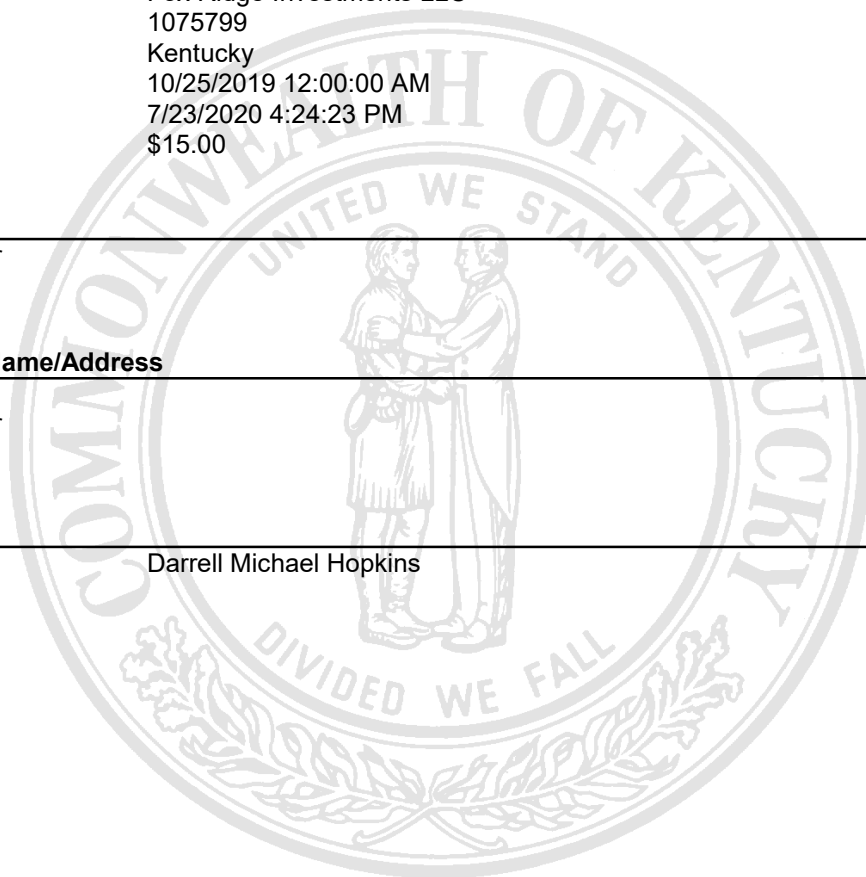 1075799
Kentucky
10/25/2019 12:00:00 AM
7/23/2020 4:24:23 PM
$15.00
COMMONWEALTH OF KENTUCKY
UNITED WE STAND
ame/Address
Darrell Michael Hopkins
DIVIDED WE FALL